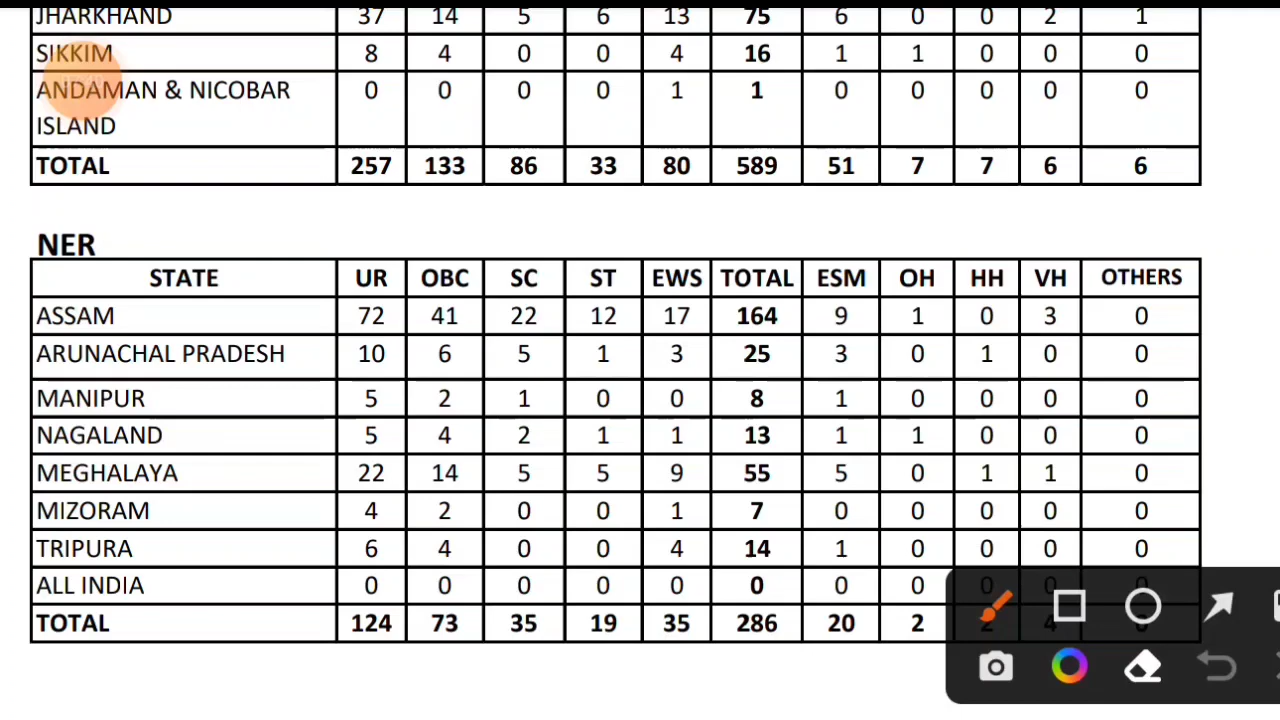 JHARKHAND 37 14 5 6 13 75 6 0 0 2 1
SIKKIM 8 4 0 0 4 16 1 1 0 0 0
ANDAMAN & NICOBAR ISLAND 0 0 0 0 1 1 0 0 0 0 0
TOTAL 257 133 86 33 80 589 51 7 7 6 6
NER
STATE UR OBC SC ST EWS TOTAL ESM OH HH VH OTHERS
ASSAM 72 41 22 12 17 164 9 1 0 3 0
ARUNACHAL PRADESH 10 6 5 1 3 25 3 0 1 0 0
MANIPUR 5 2 1 0 0 8 1 0 0 0 0
NAGALAND 5 4 2 1 1 13 1 1 0 0 0
MEGHALAYA 22 14 5 5 9 55 5 0 1 1 0
MIZORAM 4 2 0 0 1 7 0 0 0 0 0
TRIPURA 6 4 0 0 4 14 1 0 0 0 0
ALL INDIA 0 0 0 0 0 0 0 0 0 0 0
TOTAL 124 73 35 19 35 286 20 2 2 4